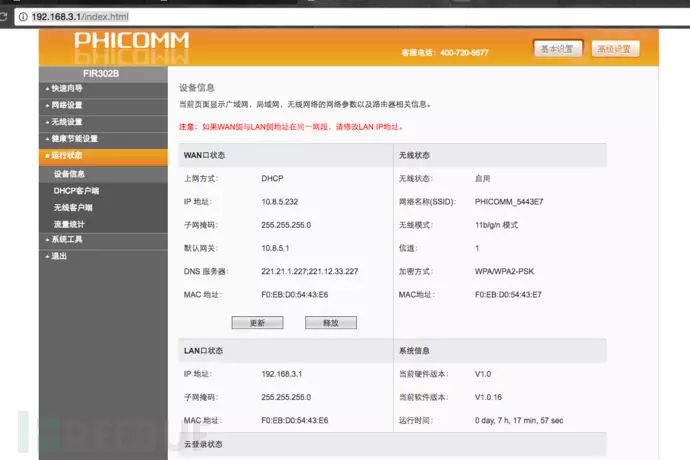 192.168.3.1/index.html
PHICOMM
客服电话：400-720-5677
基本设置
高级设置
FIR302B
快速向导
网络设置
无线设置
健康节能设置
运行状态
设备信息
DHCP客户端
无线客户端
流量统计
系统工具
退出
设备信息
当前页面显示广域网，局域网，无线网络的网络参数以及路由器相关信息。
注意：如果WAN侧与LAN侧地址在同一网段，请修改LAN IP地址。
WAN口状态
上网方式： DHCP
IP 地址： 10.8.5.232
子网掩码： 255.255.255.0
默认网关： 10.8.5.1
DNS 服务器： 221.21.1.227;221.12.33.227
MAC 地址： F0:EB:D0:54:43:E6
更新 释放
无线状态
无线状态： 启用
网络名称(SSID)： PHICOMM_5443E7
无线模式： 11b/g/n 模式
信道： 1
加密方式： WPA/WPA2-PSK
MAC地址： F0:EB:D0:54:43:E7
LAN口状态
IP 地址： 192.168.3.1
子网掩码： 255.255.255.0
MAC 地址： F0:EB:D0:54:43:E6
系统信息
当前硬件版本： V1.0
当前软件版本： V1.0.16
运行时间： 0 day, 7 h, 17 min, 57 sec
云登录状态